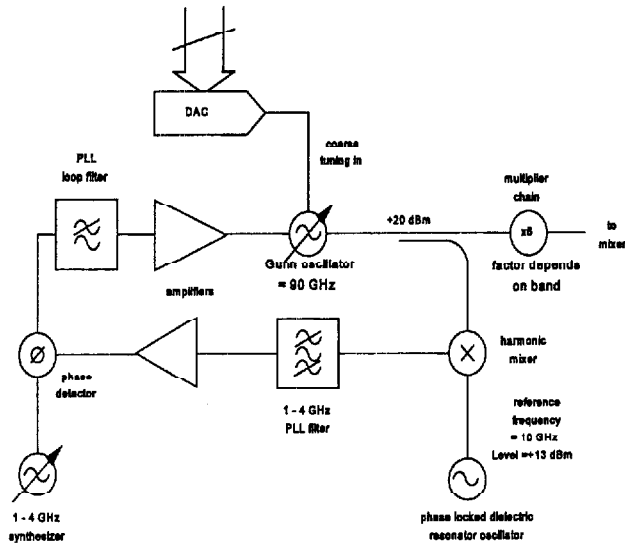 DAC
coarse
tuning in
PLL
loop filter
+20 dBm
multiplier
chain
x6
to
mixer
Gunn oscillator
= 90 GHz
factor depends
on band
amplifiers
Ø
phase
detector
X
harmonic
mixer
1 - 4 GHz
PLL filter
reference
frequency
= 10 GHz
Level =+13 dBm
1 - 4 GHz
synthesizer
phase locked dielectric
resonator oscillator